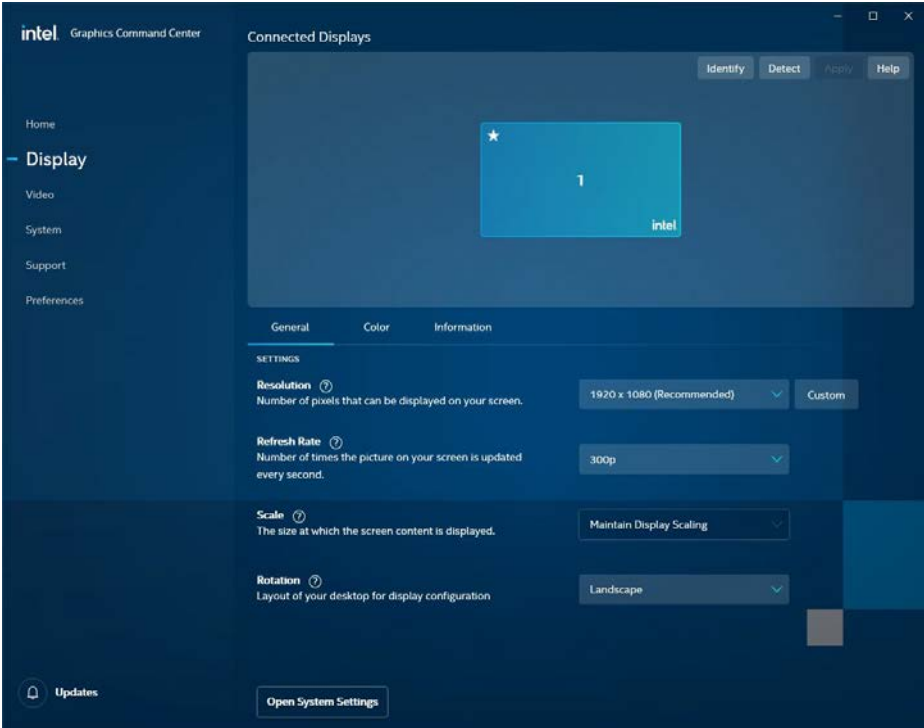 intel. Graphics Command Center
Connected Displays
Identify
Detect
Apply
Help
1
intel
Home
Display
Video
System
Support
Preferences
General
Color
Information
SETTINGS
Resolution ?
Number of pixels that can be displayed on your screen.
1920 x 1080 (Recommended)
Custom
Refresh Rate ?
Number of times the picture on your screen is updated
every second.
300p
Scale ?
The size at which the screen content is displayed.
Maintain Display Scaling
Rotation ?
Layout of your desktop for display configuration
Landscape
Updates
Open System Settings